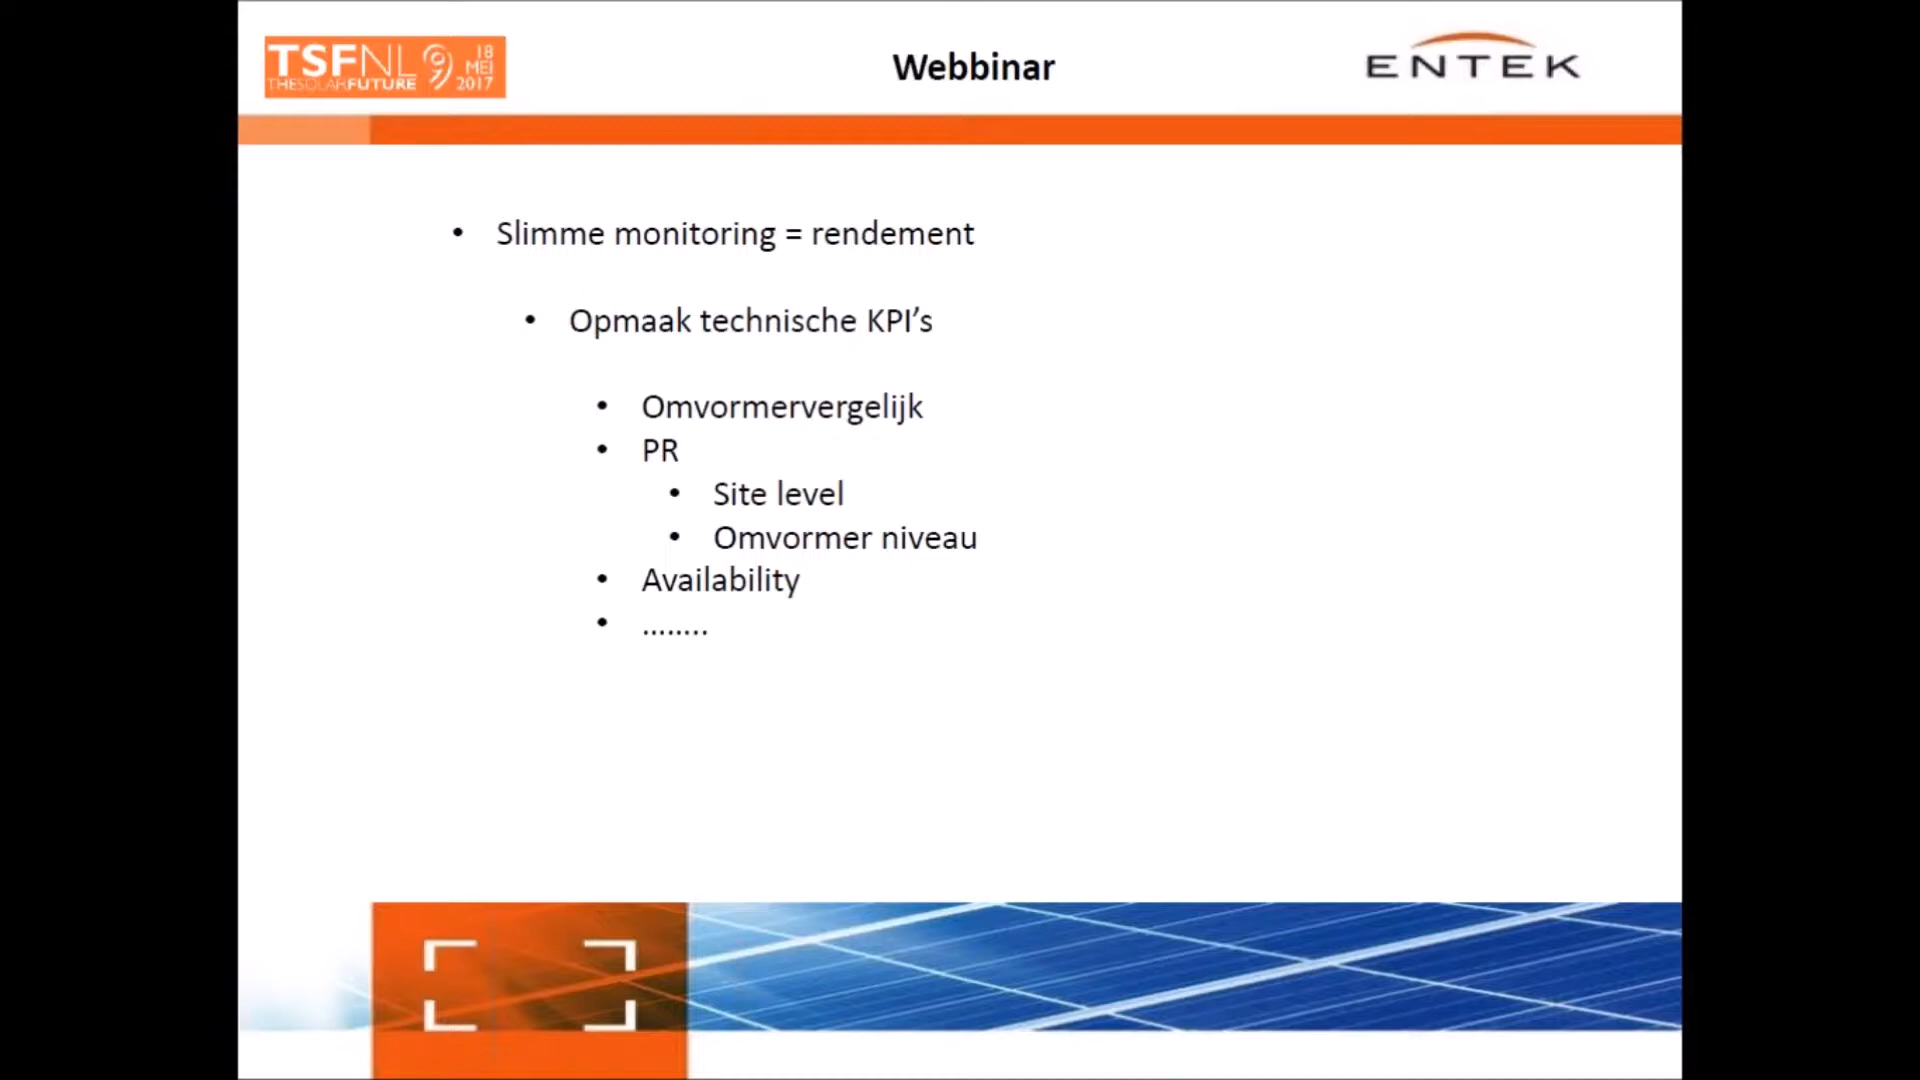 TSFNL 9 18 MEI 2017
THESOLARFUTURE
Webbinar
ENTEK
• Slimme monitoring = rendement
• Opmaak technische KPI’s
• Omvormervergelijk
• PR
• Site level
• Omvormer niveau
• Availability
• ........